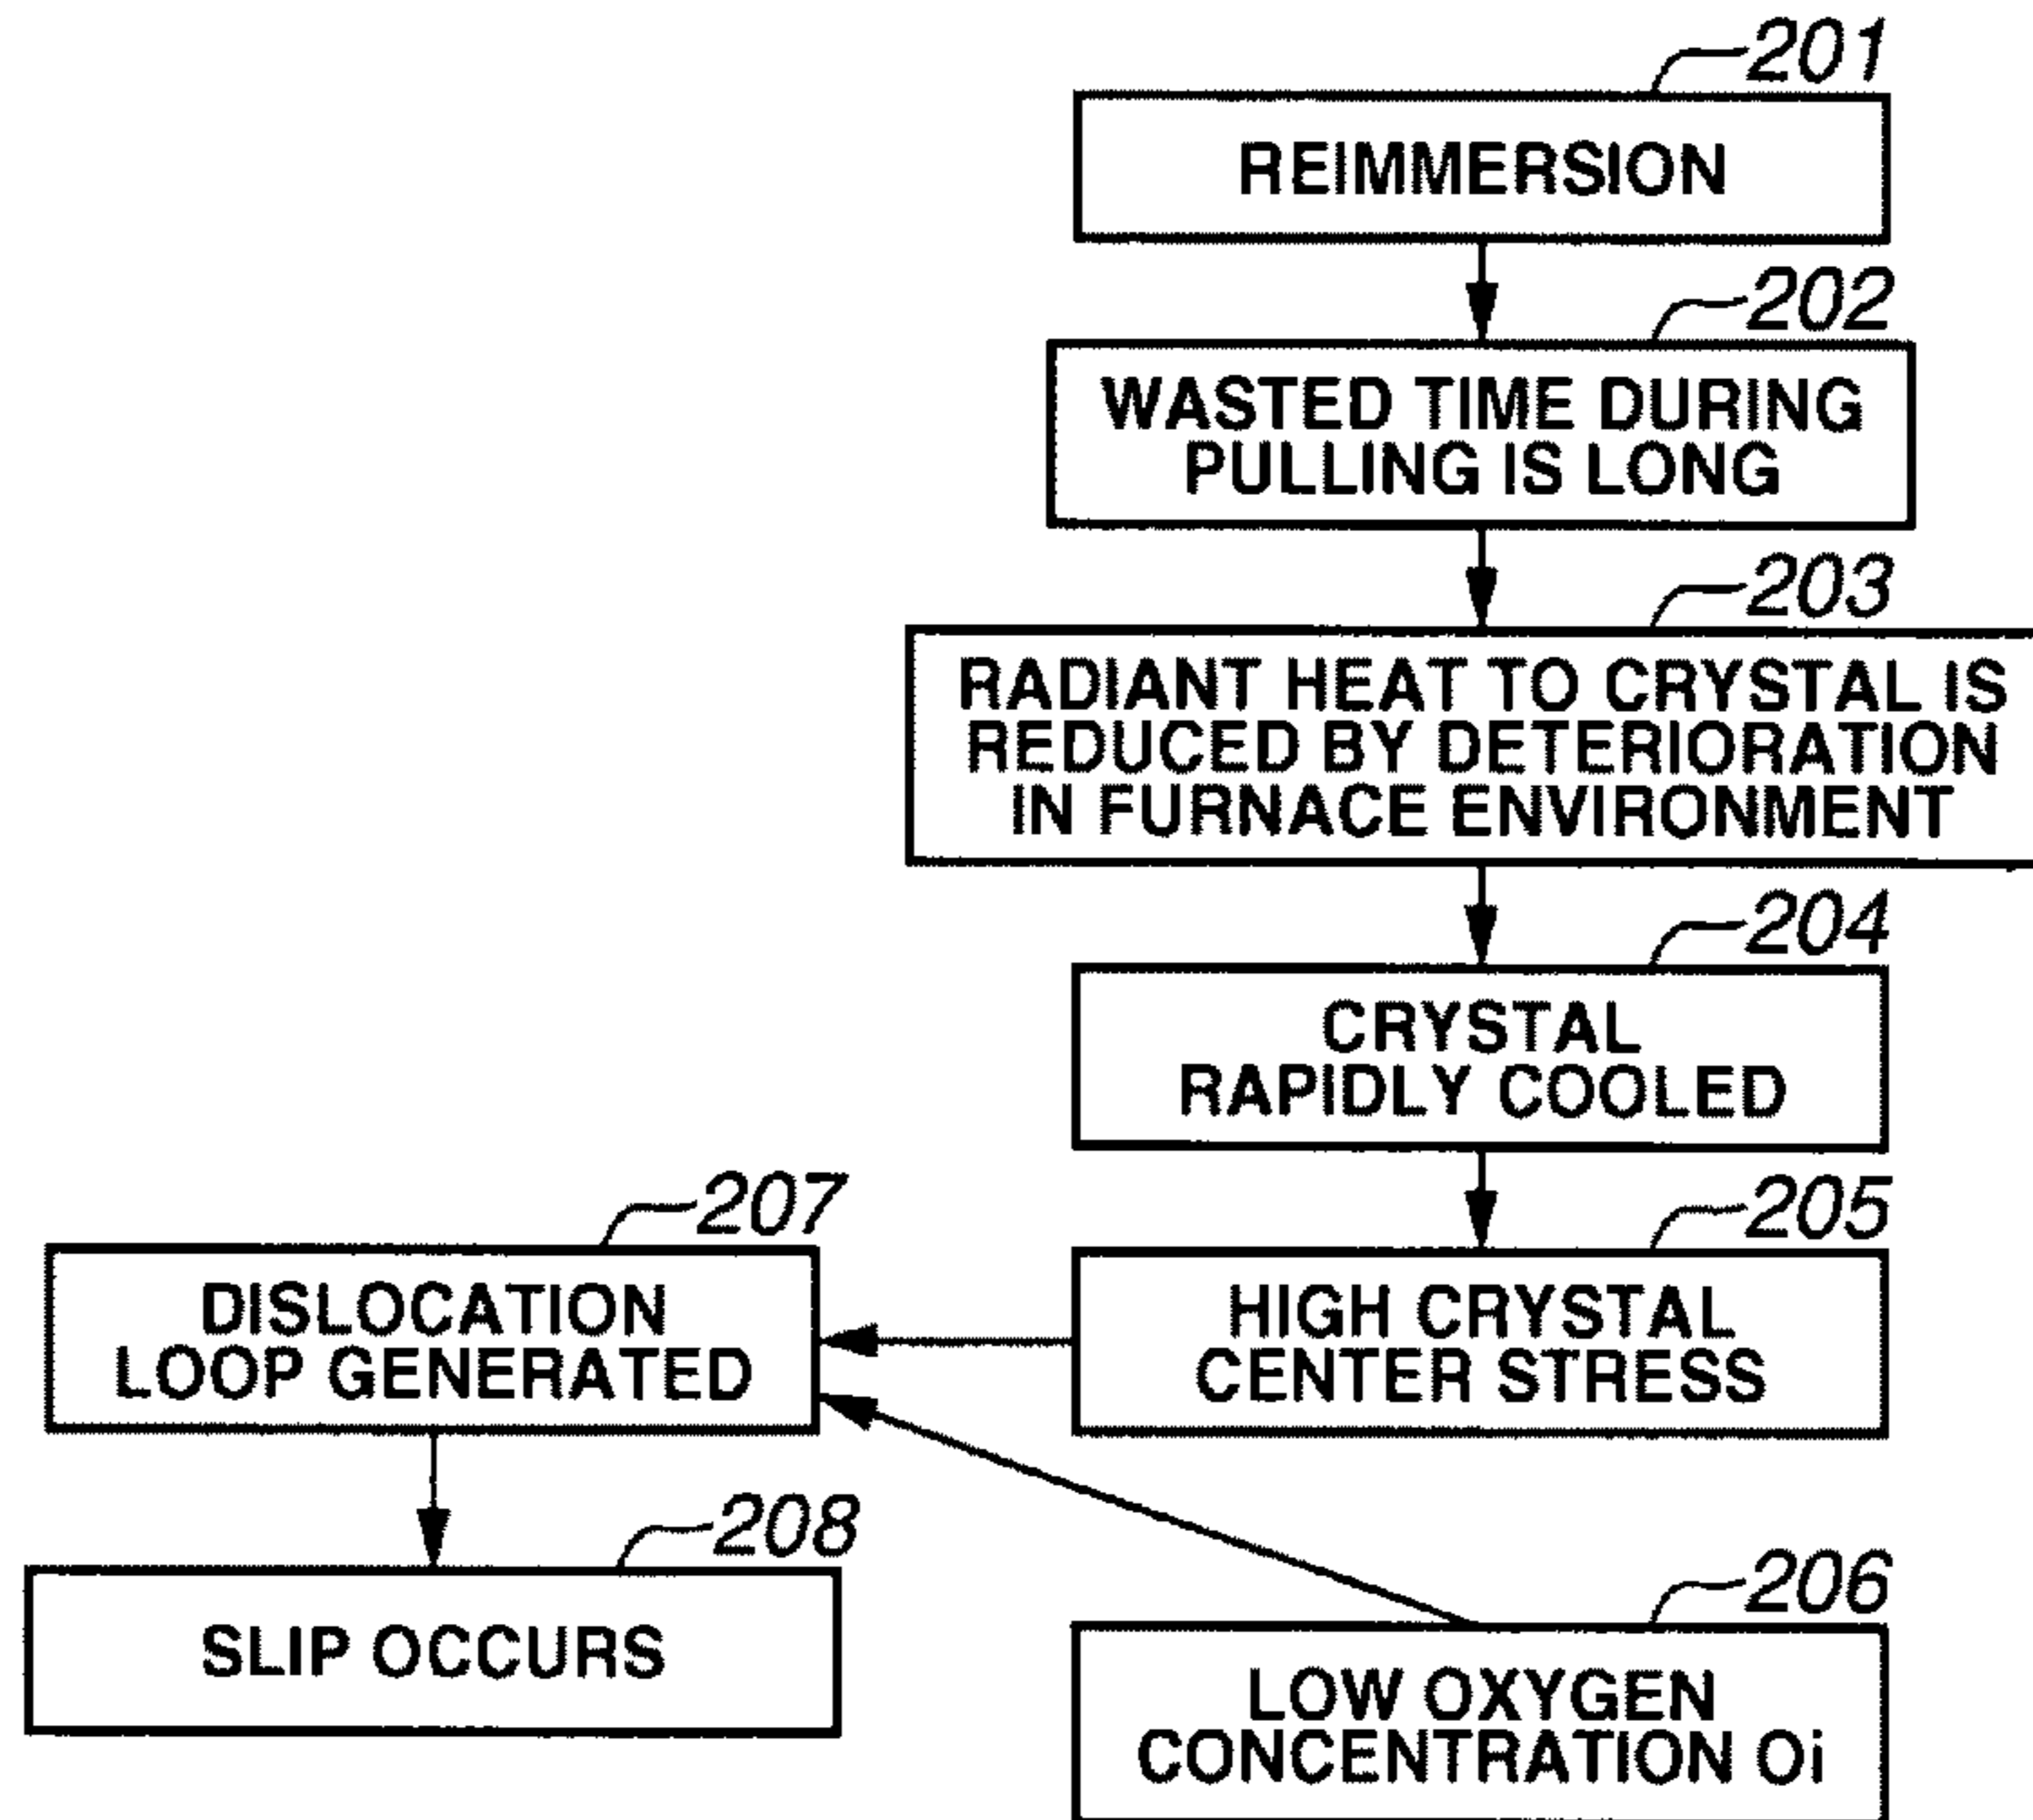 201
REIMMERSION
202
WASTED TIME DURING
PULLING IS LONG
203
RADIANT HEAT TO CRYSTAL IS
REDUCED BY DETERIORATION
IN FURNACE ENVIRONMENT
204
CRYSTAL
RAPIDLY COOLED
205
HIGH CRYSTAL
CENTER STRESS
207
DISLOCATION
LOOP GENERATED
208
SLIP OCCURS
206
LOW OXYGEN
CONCENTRATION Oi